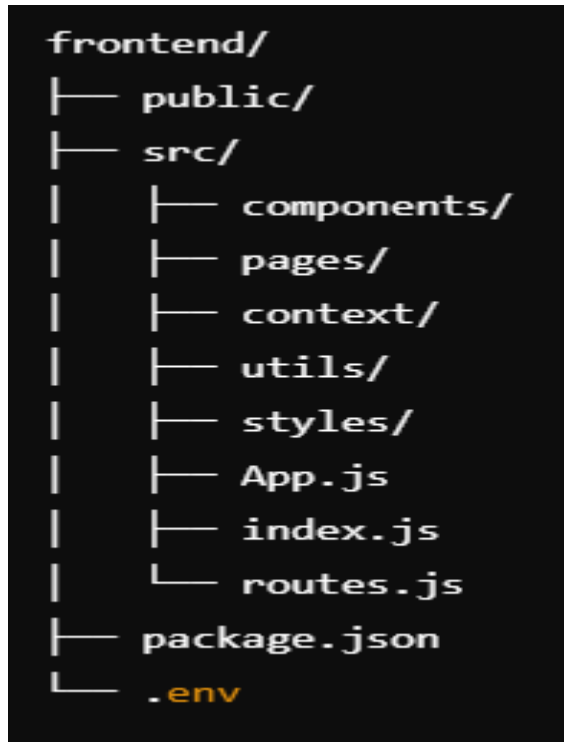 frontend/
├── public/
├── src/
│   ├── components/
│   ├── pages/
│   ├── context/
│   ├── utils/
│   ├── styles/
│   ├── App.js
│   ├── index.js
│   └── routes.js
├── package.json
└── .env